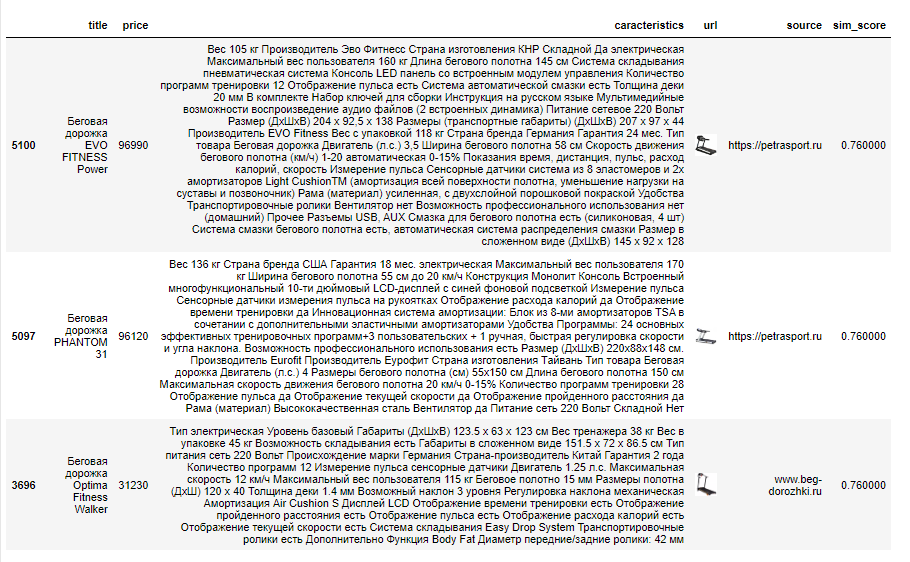 title price caracteristics url source sim_score
Вес 105 кг Производитель Эво Фитнесс Страна изготовления КНР Складной Да электрическая
Максимальный вес пользователя 160 кг Длина бегового полотна 145 см Система складывания
пневматическая система Консоль LED панель со встроенным модулем управления Количество
программ тренировки 12 Отображение пульса есть Система автоматической смазки есть Толщина деки
20 мм В комплекте Набор ключей для сборки Инструкция на русском языке Мультимедийные
возможности воспроизведение аудио файлов (2 встроенных динамика) Питание сетевое 220 Вольт
Беговая
Размер (ДхШхВ) 204 х 92,5 х 138 Размеры (транспортные габариты) (ДхШхВ) 207 х 97 х 44
дорожка
Производитель EVO Fitness Вес с упаковкой 118 кг Страна бренда Германия Гарантия 24 мес. Тип
5100 EVO 96990 товара Беговая дорожка Двигатель (л.с.) 3,5 Ширина бегового полотна 58 см Скорость движения https://petrasport.ru 0.760000
FITNESS
бегового полотна (км/ч) 1-20 автоматическая 0-15% Показания время, дистанция, пульс, расход
Power
калорий, скорость Измерение пульса Сенсорные датчики система из 8 эластомеров и 2х
амортизаторов Light CushionTM (амортизация всей поверхности полотна, уменьшение нагрузки на
суставы и позвоночник) Рама (материал) усиленная, с двухслойной порошковой покраской Удобства
Транспортировочные ролики Вентилятор нет Возможность профессионального использования нет
(домашний) Прочее Разъемы USB, AUX Смазка для бегового полотна есть (силиконовая, 4 шт)
Система смазки бегового полотна есть, автоматическая система распределения смазки Размер в
сложенном виде (ДхШхВ) 145 х 92 х 128
Вес 136 кг Страна бренда США Гарантия 18 мес. электрическая Максимальный вес пользователя 170
кг Ширина бегового полотна 55 см до 20 км/ч Конструкция Монолит Консоль Встроенный
многофункциональный 10-ти дюймовый LCD-дисплей с синей фоновой подсветкой Измерение пульса
Сенсорные датчики измерения пульса на рукоятках Отображение расхода калорий да Отображение
Беговая
времени тренировки да Инновационная система амортизации: Блок из 8-ми амортизаторов TSA в
дорожка
сочетании с дополнительными эластичными амортизаторами Удобства Программы: 24 основных
5097 PHANTOM 96120 эффективных тренировочных программ+3 пользовательских + 1 ручная, быстрая регулировка скорости https://petrasport.ru 0.760000
31
и угла наклона. Возможность профессионального использования есть Размер (ДхШхВ) 220х88х148 см.
Производитель Eurofit Производитель Еурофит Страна изготовления Тайвань Тип товара Беговая
дорожка Двигатель (л.с.) 4 Размеры бегового полотна (см) 55х150 см Длина бегового полотна 150 см
Максимальная скорость движения бегового полотна 20 км/ч 0-15% Количество программ тренировки 28
Отображение пульса да Отображение текущей скорости да Отображение пройденного расстояния да
Рама (материал) Высококачественная сталь Вентилятор да Питание сеть 220 Вольт Складной Нет
Тип электрическая Уровень базовый Габариты (ДхШхВ) 123.5 х 63 х 123 см Вес тренажера 38 кг Вес в
упаковке 45 кг Возможность складывания есть Габариты в сложенном виде 151.5 х 72 х 86.5 см Тип
Беговая
питания сеть 220 Вольт Происхождение марки Германия Страна-производитель Китай Гарантия 2 года
дорожка
Количество программ 12 Измерение пульса сенсорные датчики Двигатель 1.25 л.с. Максимальная
3696 Optima 31230 скорость 12 км/ч Максимальный вес пользователя 115 кг Беговое полотно 15 мм Размеры полотна www.beg-dorozhki.ru 0.760000
Fitness
(ДхШ) 120 х 40 Толщина деки 1.4 мм Возможный наклон 3 уровня Регулировка наклона механическая
Walker
Амортизация Air Cushion S Дисплей LCD Отображение времени тренировки есть Отображение
пройденного расстояния есть Отображение пульса есть Отображение расхода калорий есть
Отображение текущей скорости есть Система складывания Easy Drop System Транспортировочные
ролики есть Дополнительно Функция Body Fat Диаметр передние/задние ролики: 42 мм